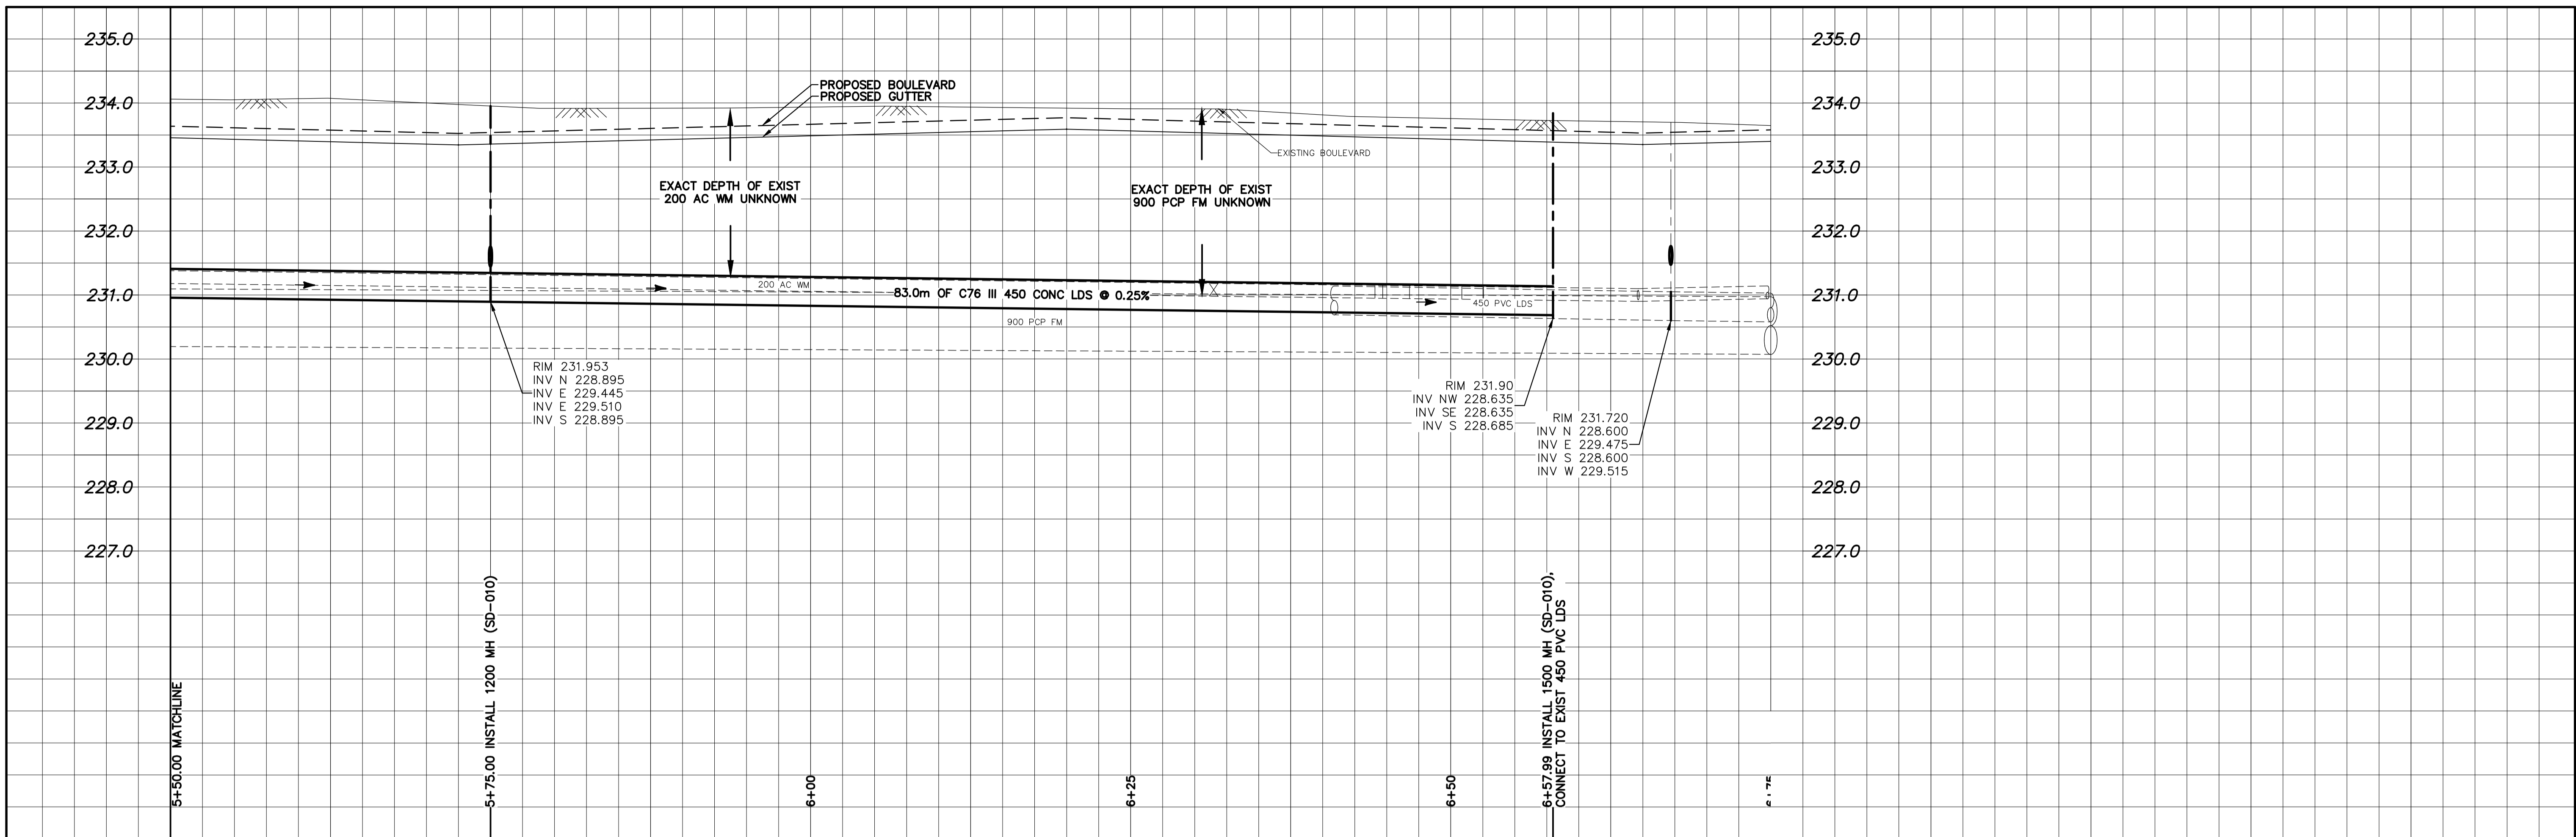 235.0
235.0
234.0
234.0
PROPOSED BOULEVARD
PROPOSED GUTTER
EXISTING BOULEVARD
233.0
233.0
EXACT DEPTH OF EXIST
200 AC WM UNKNOWN
EXACT DEPTH OF EXIST
900 PCP FM UNKNOWN
232.0
232.0
200 AC WM
231.0
83.0m OF C76 III 450 CONC LDS @ 0.25%
450 PVC LDS
231.0
900 PCP FM
230.0
230.0
RIM 231.953
INV N 228.895
INV E 229.445
INV E 229.510
INV S 228.895
RIM 231.90
INV NW 228.635
INV SE 228.635
INV S 228.685
RIM 231.720
INV N 228.600
INV E 229.475
INV S 228.600
INV W 229.515
229.0
229.0
228.0
228.0
227.0
227.0
5+50.00 MATCHLINE
5+75.00 INSTALL 1200 MH (SD-010)
6+00
6+25
6+50
6+57.99 INSTALL 1500 MH (SD-010),
CONNECT TO EXIST 450 PVC LDS